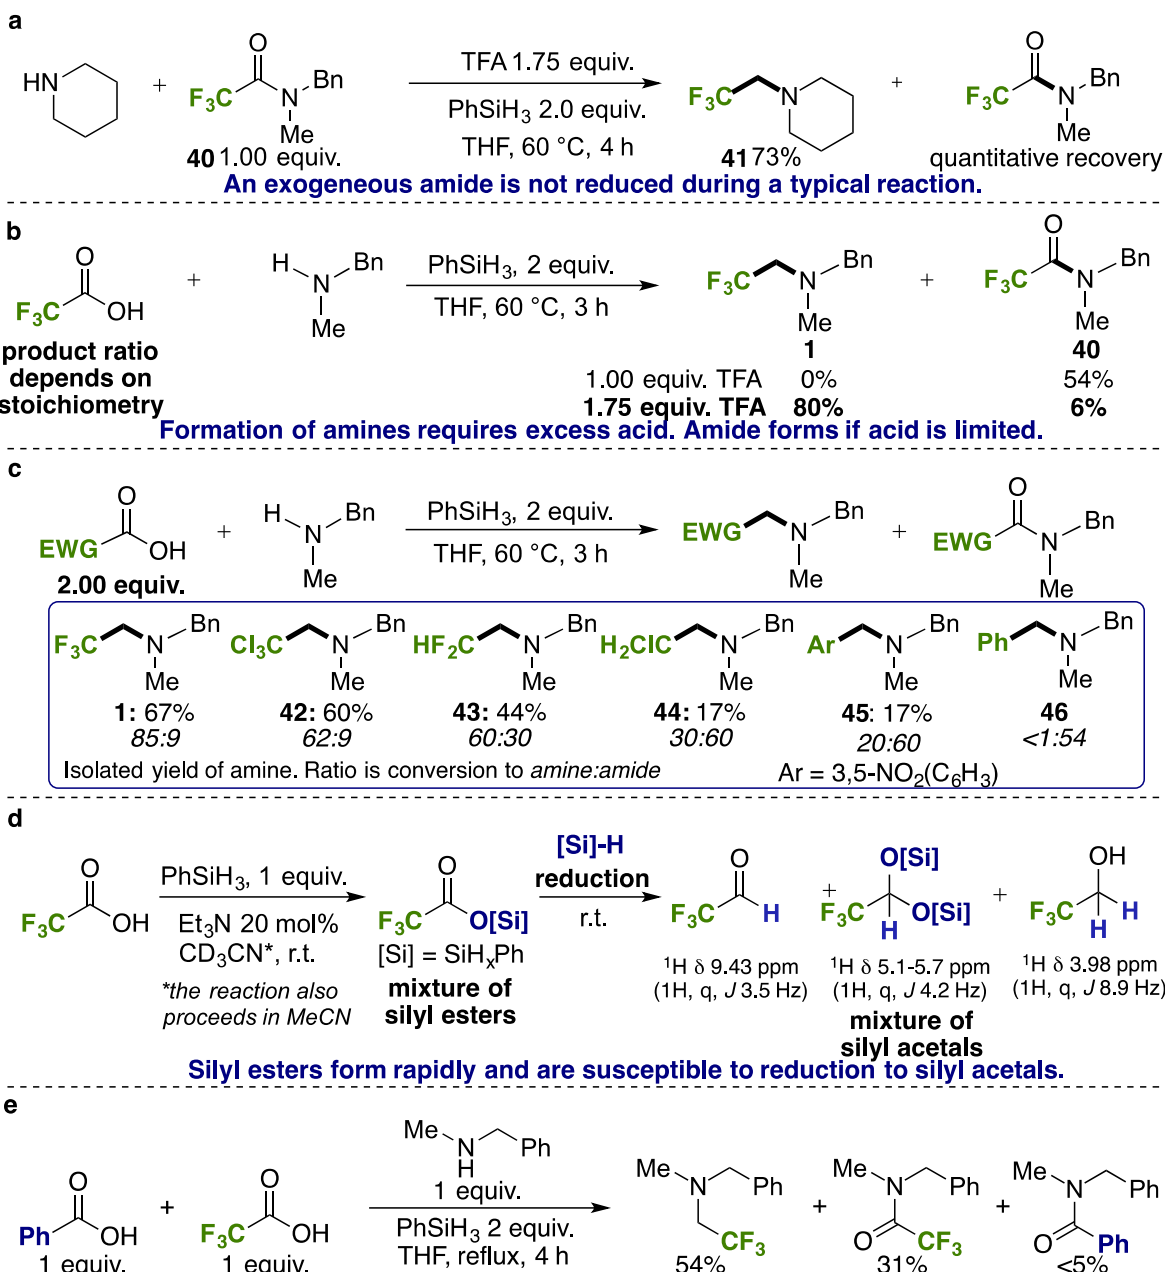 a
HN
+
F₃C
O
N
Bn
Me
40 1.00 equiv.
TFA 1.75 equiv.
PhSiH₃ 2.0 equiv.
THF, 60 °C, 4 h
F₃C
N
41 73%
+
F₃C
O
N
Bn
Me
quantitative recovery
An exogeneous amide is not reduced during a typical reaction.
b
O
F₃C
OH
+
H
N
Bn
Me
PhSiH₃, 2 equiv.
THF, 60 °C, 3 h
F₃C
N
Bn
Me
1
+
O
F₃C
N
Bn
Me
40
product ratio
depends on
stoichiometry
1.00 equiv. TFA 0% 54%
1.75 equiv. TFA 80% 6%
Formation of amines requires excess acid. Amide forms if acid is limited.
c
O
EWG
OH
2.00 equiv.
+
H
N
Bn
Me
PhSiH₃, 2 equiv.
THF, 60 °C, 3 h
EWG
N
Bn
Me
+
O
EWG
N
Bn
Me
F₃C
N
Bn
Me
1: 67%
85:9
Cl₃C
N
Bn
Me
42: 60%
62:9
HF₂C
N
Bn
Me
43: 44%
60:30
H₂ClC
N
Bn
Me
44: 17%
30:60
Ar
N
Bn
Me
45: 17%
20:60
Ph
N
Bn
Me
46
<1:54
Isolated yield of amine. Ratio is conversion to amine:amide
Ar = 3,5-NO₂(C₆H₃)
d
O
F₃C
OH
PhSiH₃, 1 equiv.
Et₃N 20 mol%
CD₃CN*, r.t.
*the reaction also
proceeds in MeCN
O
F₃C
O[Si]
[Si] = SiHₓPh
mixture of
silyl esters
[Si]-H
reduction
r.t.
O
F₃C
H
¹H δ 9.43 ppm
(1H, q, J 3.5 Hz)
+
O[Si]
F₃C
O[Si]
H
¹H δ 5.1-5.7 ppm
(1H, q, J 4.2 Hz)
mixture of
silyl acetals
+
OH
F₃C
H
H
¹H δ 3.98 ppm
(1H, q, J 8.9 Hz)
Silyl esters form rapidly and are susceptible to reduction to silyl acetals.
e
O
Ph
OH
1 equiv.
+
O
F₃C
OH
1 equiv.
Me
N
H
Ph
1 equiv.
PhSiH₃ 2 equiv.
THF, reflux, 4 h
Me
N
Ph
CF₃
54%
+
Me
N
Ph
O
CF₃
31%
+
Me
N
Ph
O
Ph
<5%